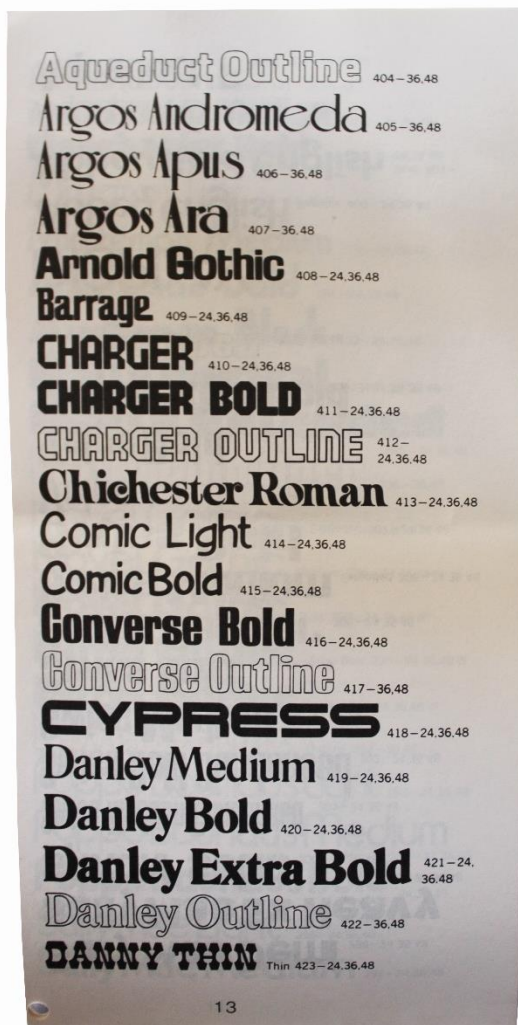 Aqueduct Outline 404–36,48
Argos Andromeda 405–36,48
Argos Apus 406–36,48
Argos Ara 407–36,48
Arnold Gothic 408–24,36,48
Barrage 409–24,36,48
CHARGER 410–24,36,48
CHARGER BOLD 411–24,36,48
CHARGER OUTLINE 412–
24,36,48
Chichester Roman 413–24,36,48
Comic Light 414–24,36,48
Comic Bold 415–24,36,48
Converse Bold 416–24,36,48
Converse Outline 417–36,48
CYPRESS 418–24,36,48
Danley Medium 419–24,36,48
Danley Bold 420–24,36,48
Danley Extra Bold 421–24,
36,48
Danley Outline 422–36,48
DANNY THIN Thin 423–24,36,48
13